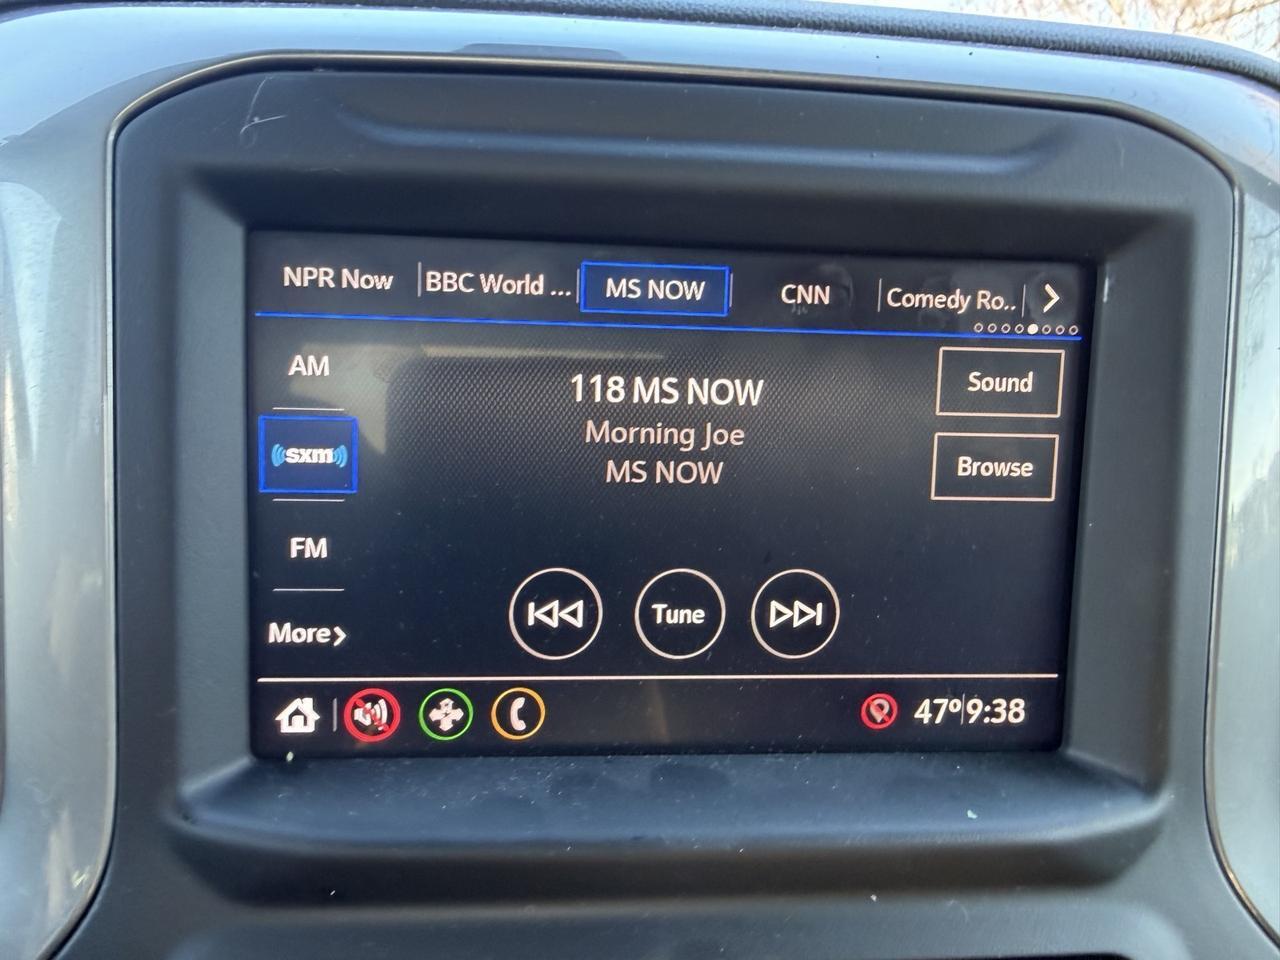 NPR Now
BBC World ...
MS NOW
CNN
Comedy Ro..
AM
118 MS NOW
Sound
Morning Joe
sxm
MS NOW
Browse
FM
Tune
More
47° 9:38